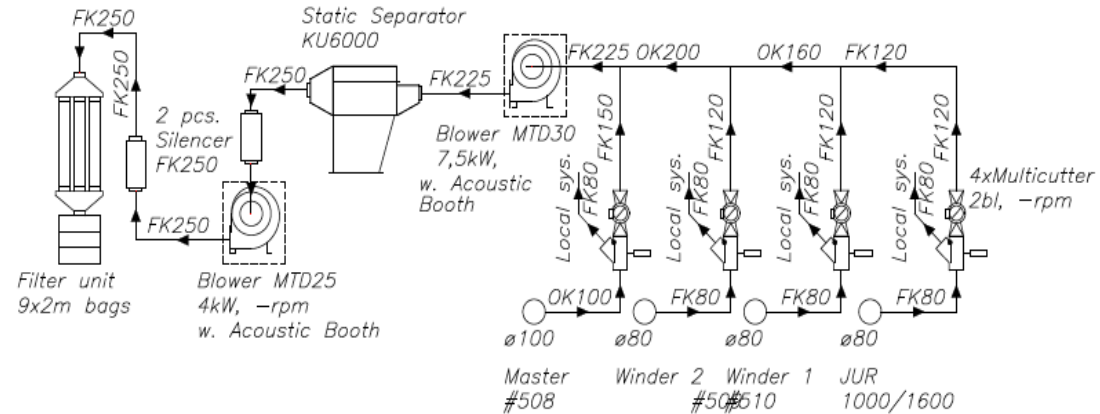 FK250
Static Separator
KU6000
FK225
OK200
OK160
FK120
FK250
FK250
FK225
2 pcs.
Silencer
FK250
Blower MTD30
7,5kW,
w. Acoustic
Booth
FK150
FK120
FK120
FK120
Local sys.
FK80
Local sys.
FK80
Local sys.
FK80
Local sys.
FK80
4xMulticutter
2bl, -rpm
FK250
Filter unit
9x2m bags
Blower MTD25
4kW, -rpm
w. Acoustic Booth
OK100
FK80
FK80
FK80
ø100
ø80
ø80
ø80
Master
#508
Winder 2
Winder 1
#510
JUR
1000/1600